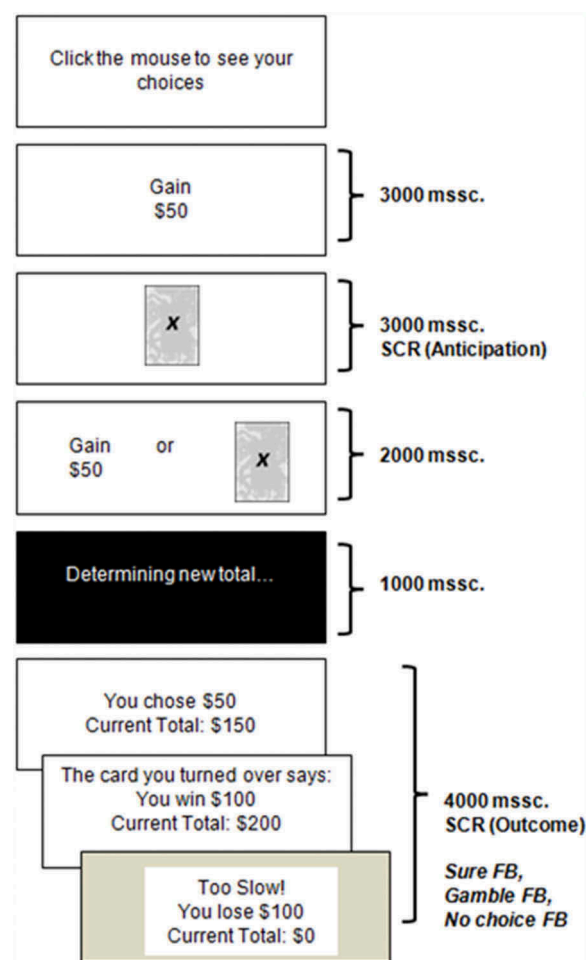 Click the mouse to see your
choices
Gain
$50
3000 mssc.
X
3000 mssc.
SCR (Anticipation)
Gain or
$50
X
2000 mssc.
Determining new total...
1000 mssc.
You chose $50
Current Total: $150
The card you turned over says:
You win $100
Current Total: $200
Too Slow!
You lose $100
Current Total: $0
4000 mssc.
SCR (Outcome)
Sure FB,
Gamble FB,
No choice FB